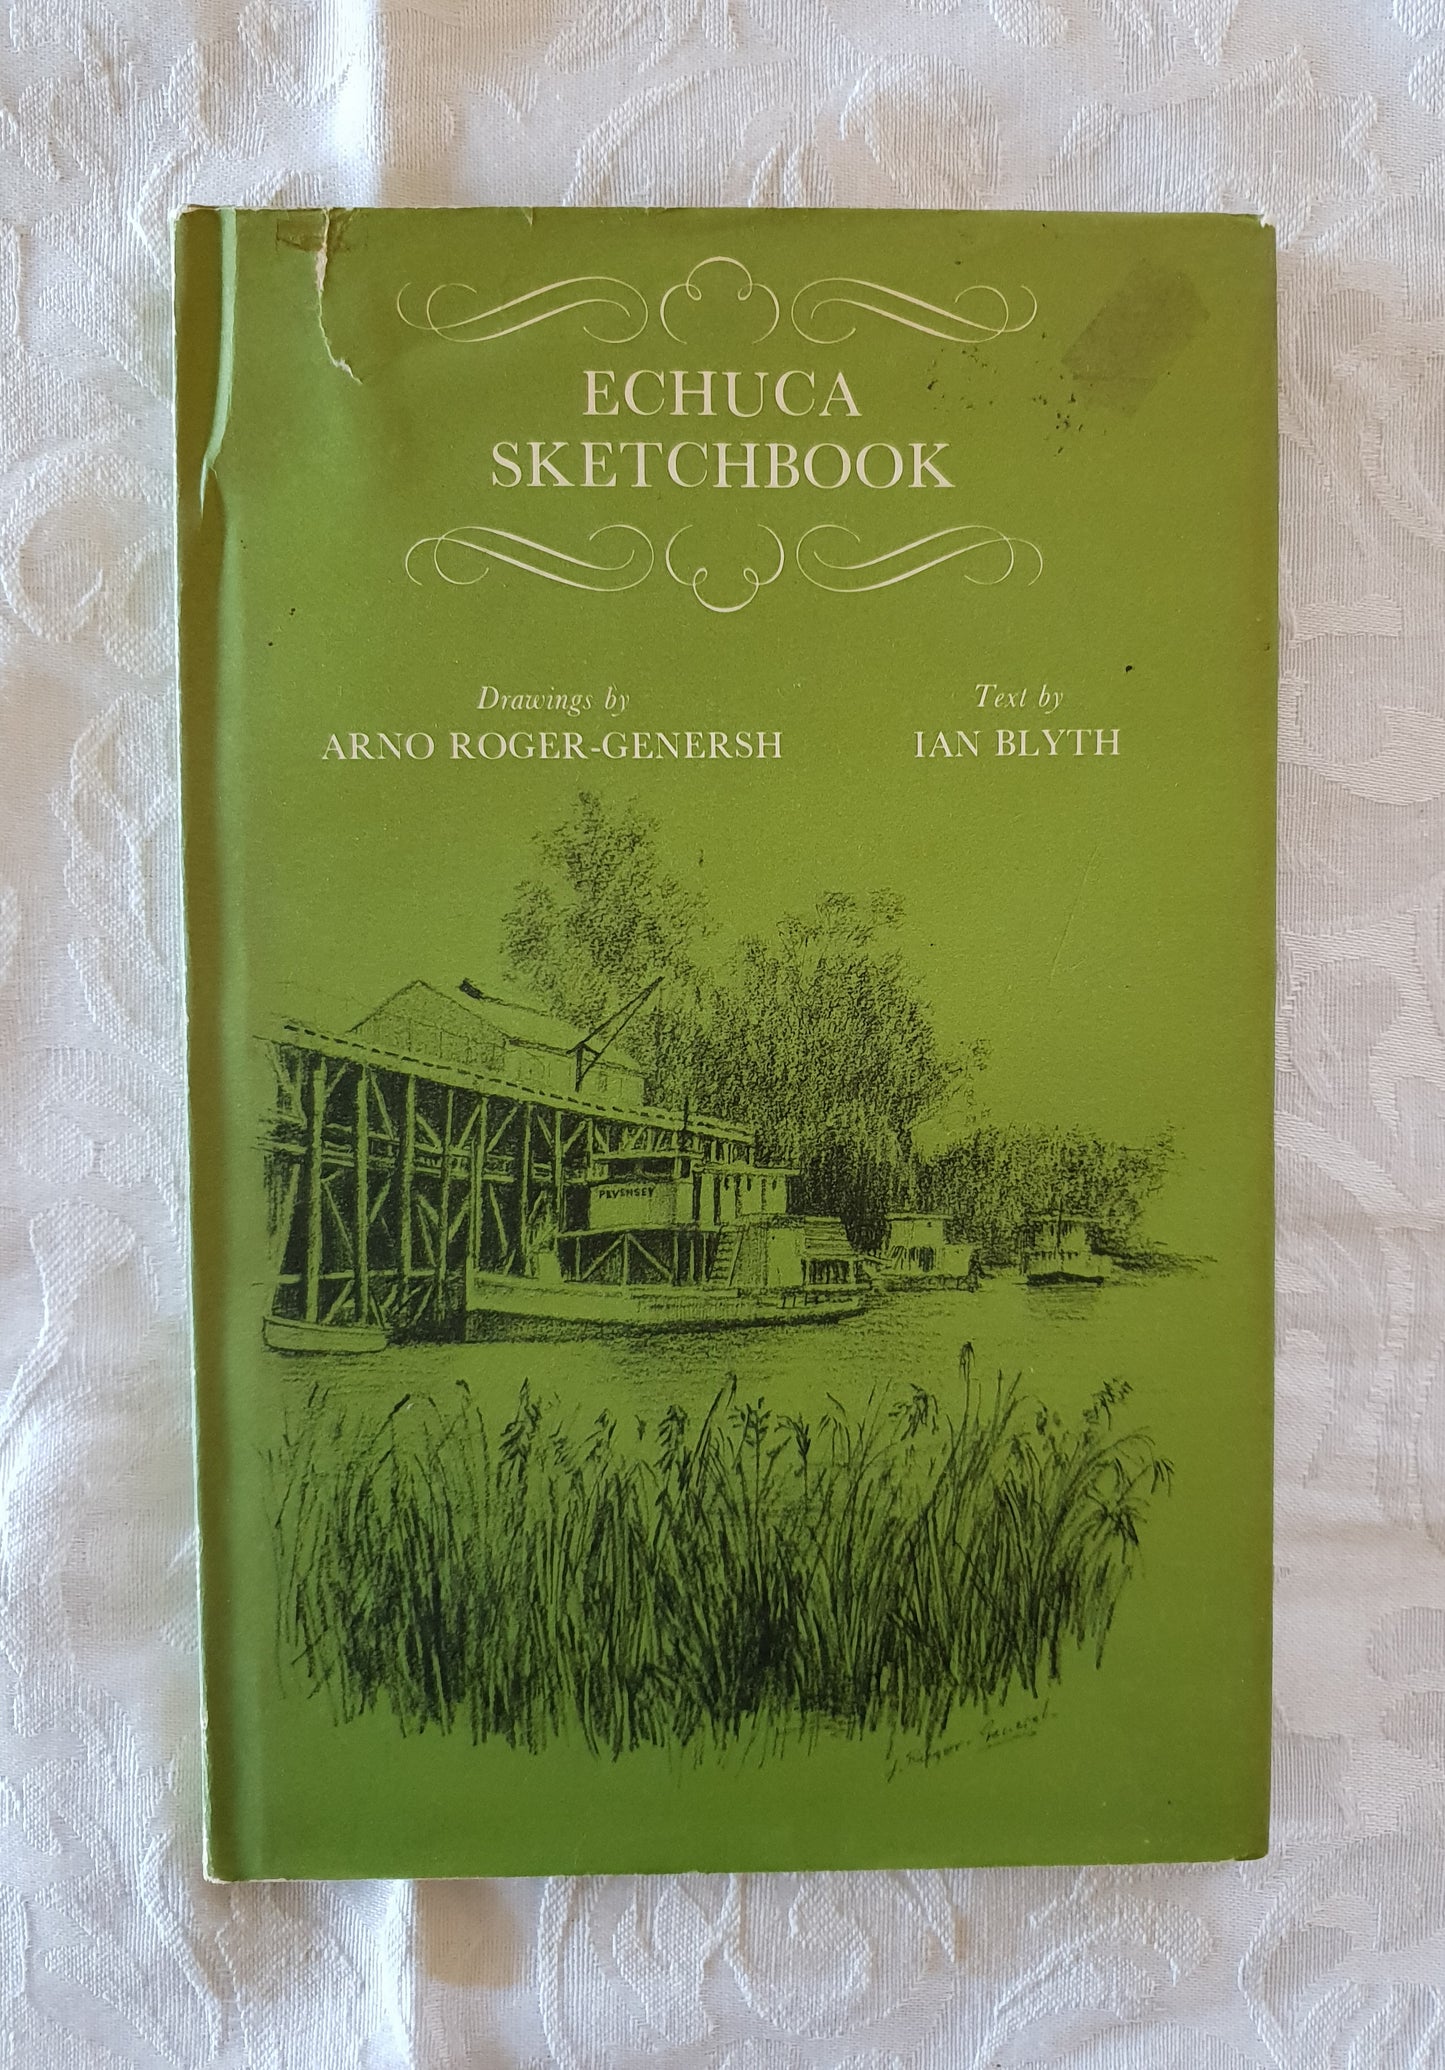 ECHUCA
SKETCHBOOK
Drawings by
ARNO ROGER-GENERSH
Text by
IAN BLYTH
PEVENSEY